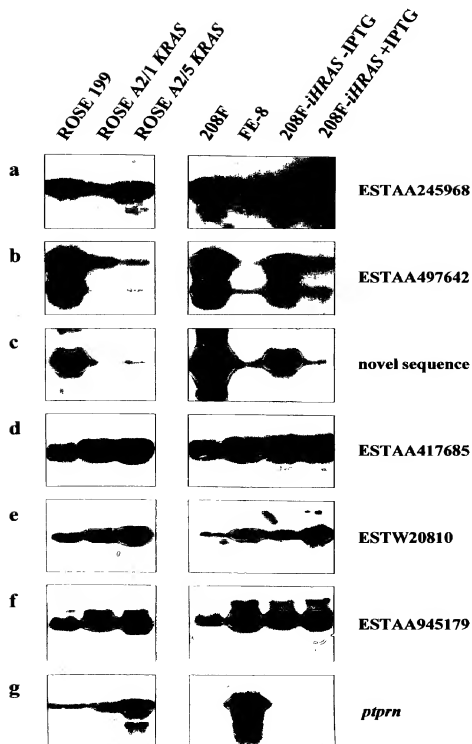 ROSE 199
ROSE A2/1 KRAS
ROSE A2/5 KRAS
208F
FE-8
208F-iHRAS -IPTG
208F-iHRAS +IPTG
a
ESTAA245968
b
ESTAA497642
c
novel sequence
d
ESTAA417685
e
ESTW20810
f
ESTAA945179
g
ptprn